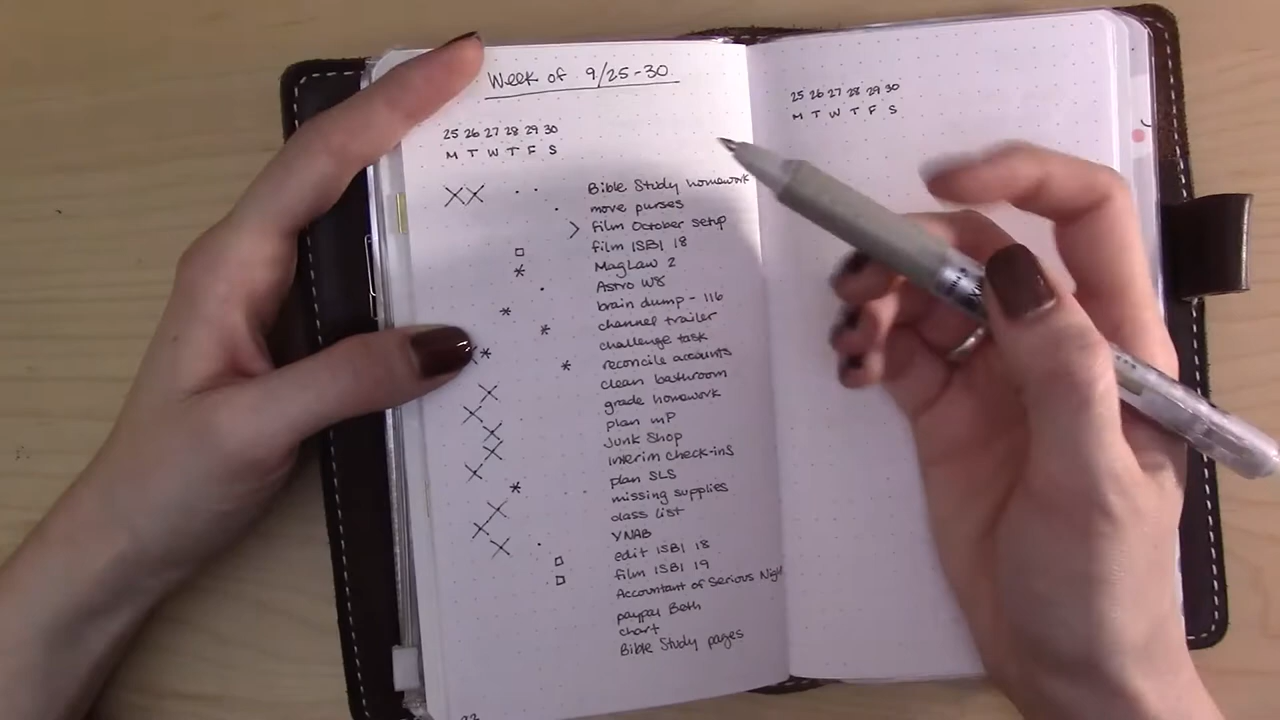 Week of 9/25-30
25 26 27 28 29 30
M T W T F S
Bible Study homework
move purses
film October setup
film ISBI 18
MagLaw 2
Astro W8
brain dump - 116
channel trailer
challenge task
reconcile accounts
clean bathroom
grade homework
plan MP
Junk Shop
interim check-ins
plan SLS
missing supplies
class list
YNAB
edit ISBI 18
film ISBI 19
Accountant of Serious Nigh
paypal Beth
chart
Bible Study pages
25 26 27 28 29 30
M T W T F S